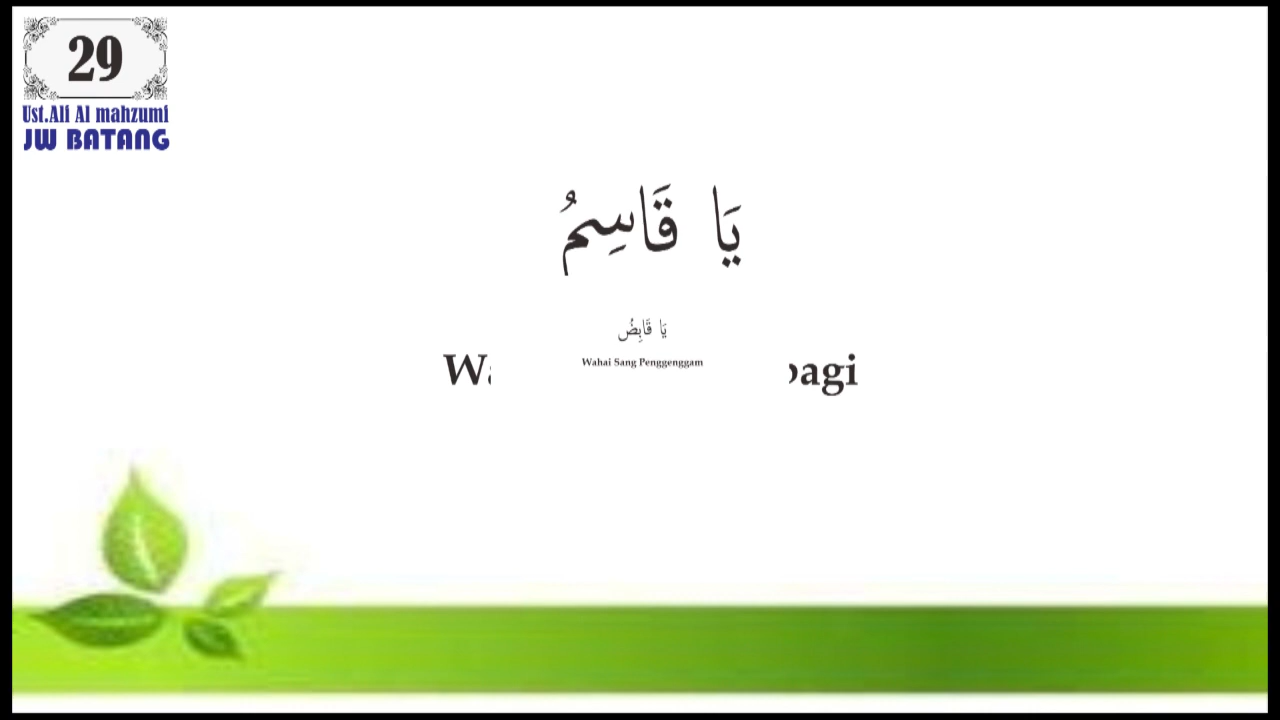 29
Ust.Ali Al mahzumi
JW BATANG
يَا قَاسِمُ
يَا قَابِضُ
Wahai Sang Penggenggam